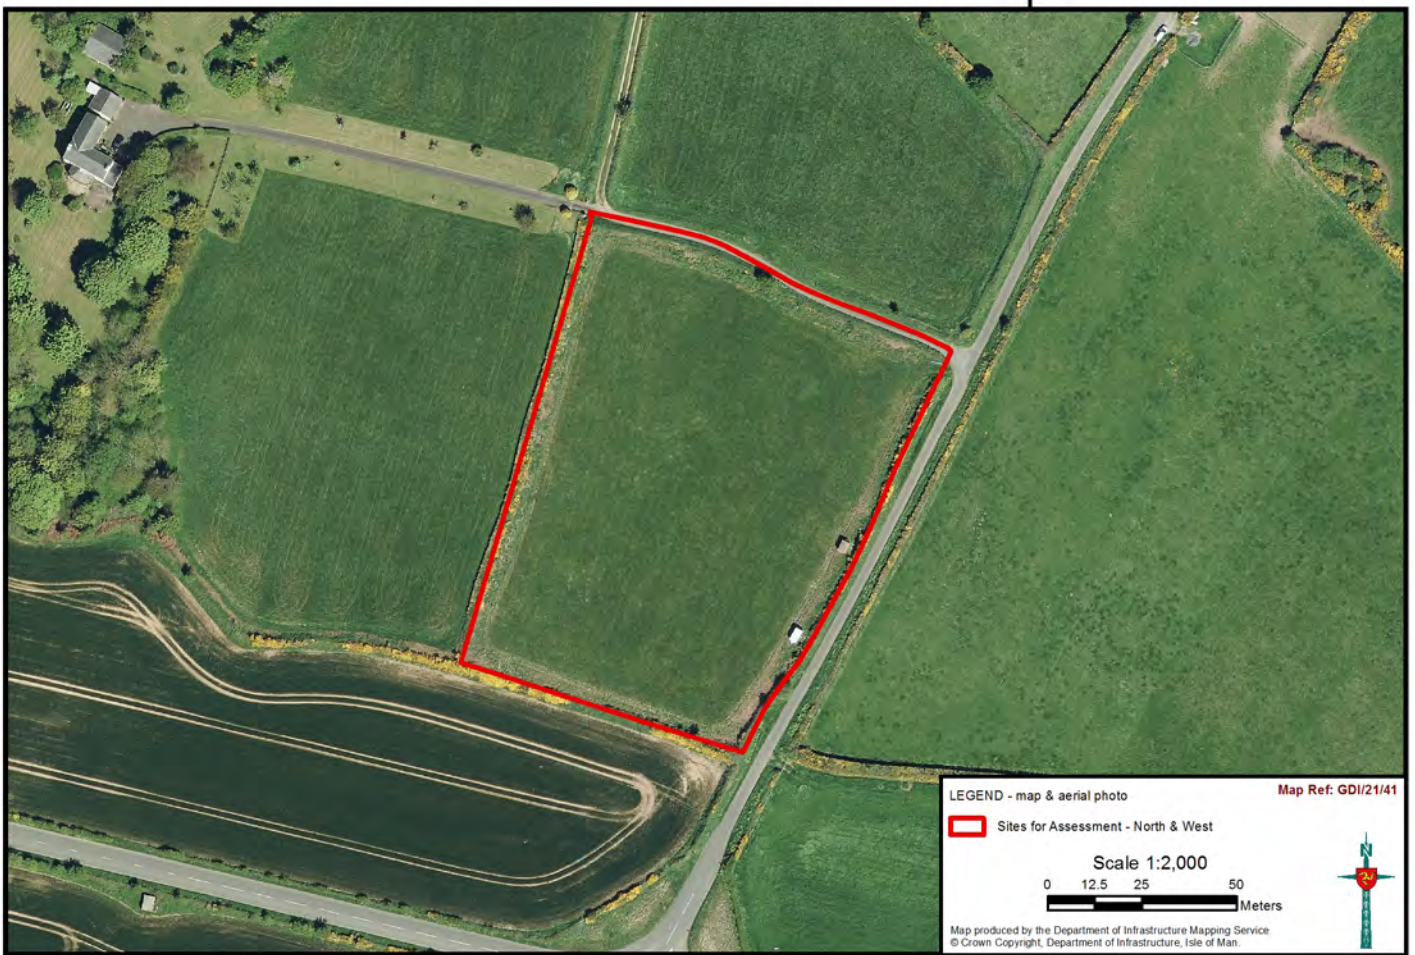 LEGEND - map & aerial photo
Map Ref: GDI/21/41
Sites for Assessment - North & West
Scale 1:2,000
0 12.5 25 50
Meters
N
Map produced by the Department of Infrastructure Mapping Service
© Crown Copyright, Department of Infrastructure, Isle of Man.